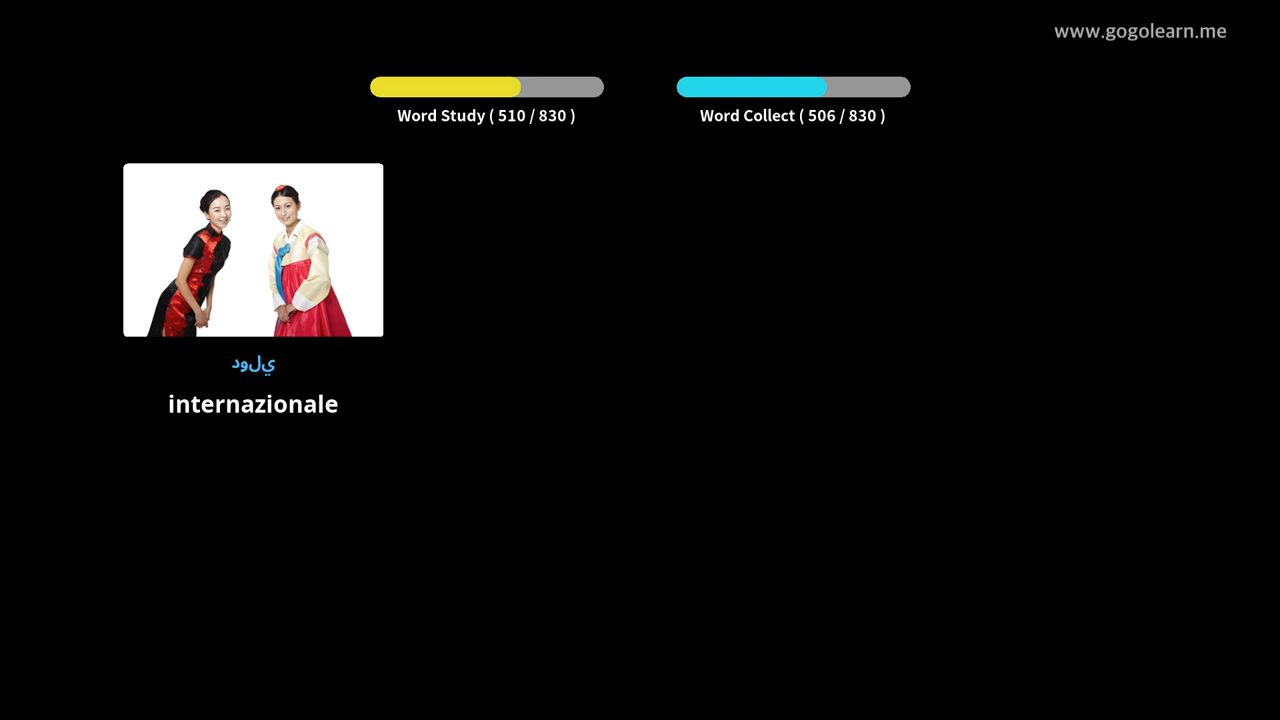 www.gogolearn.me
Word Study ( 510 / 830 )
Word Collect ( 506 / 830 )
دولي
internazionale